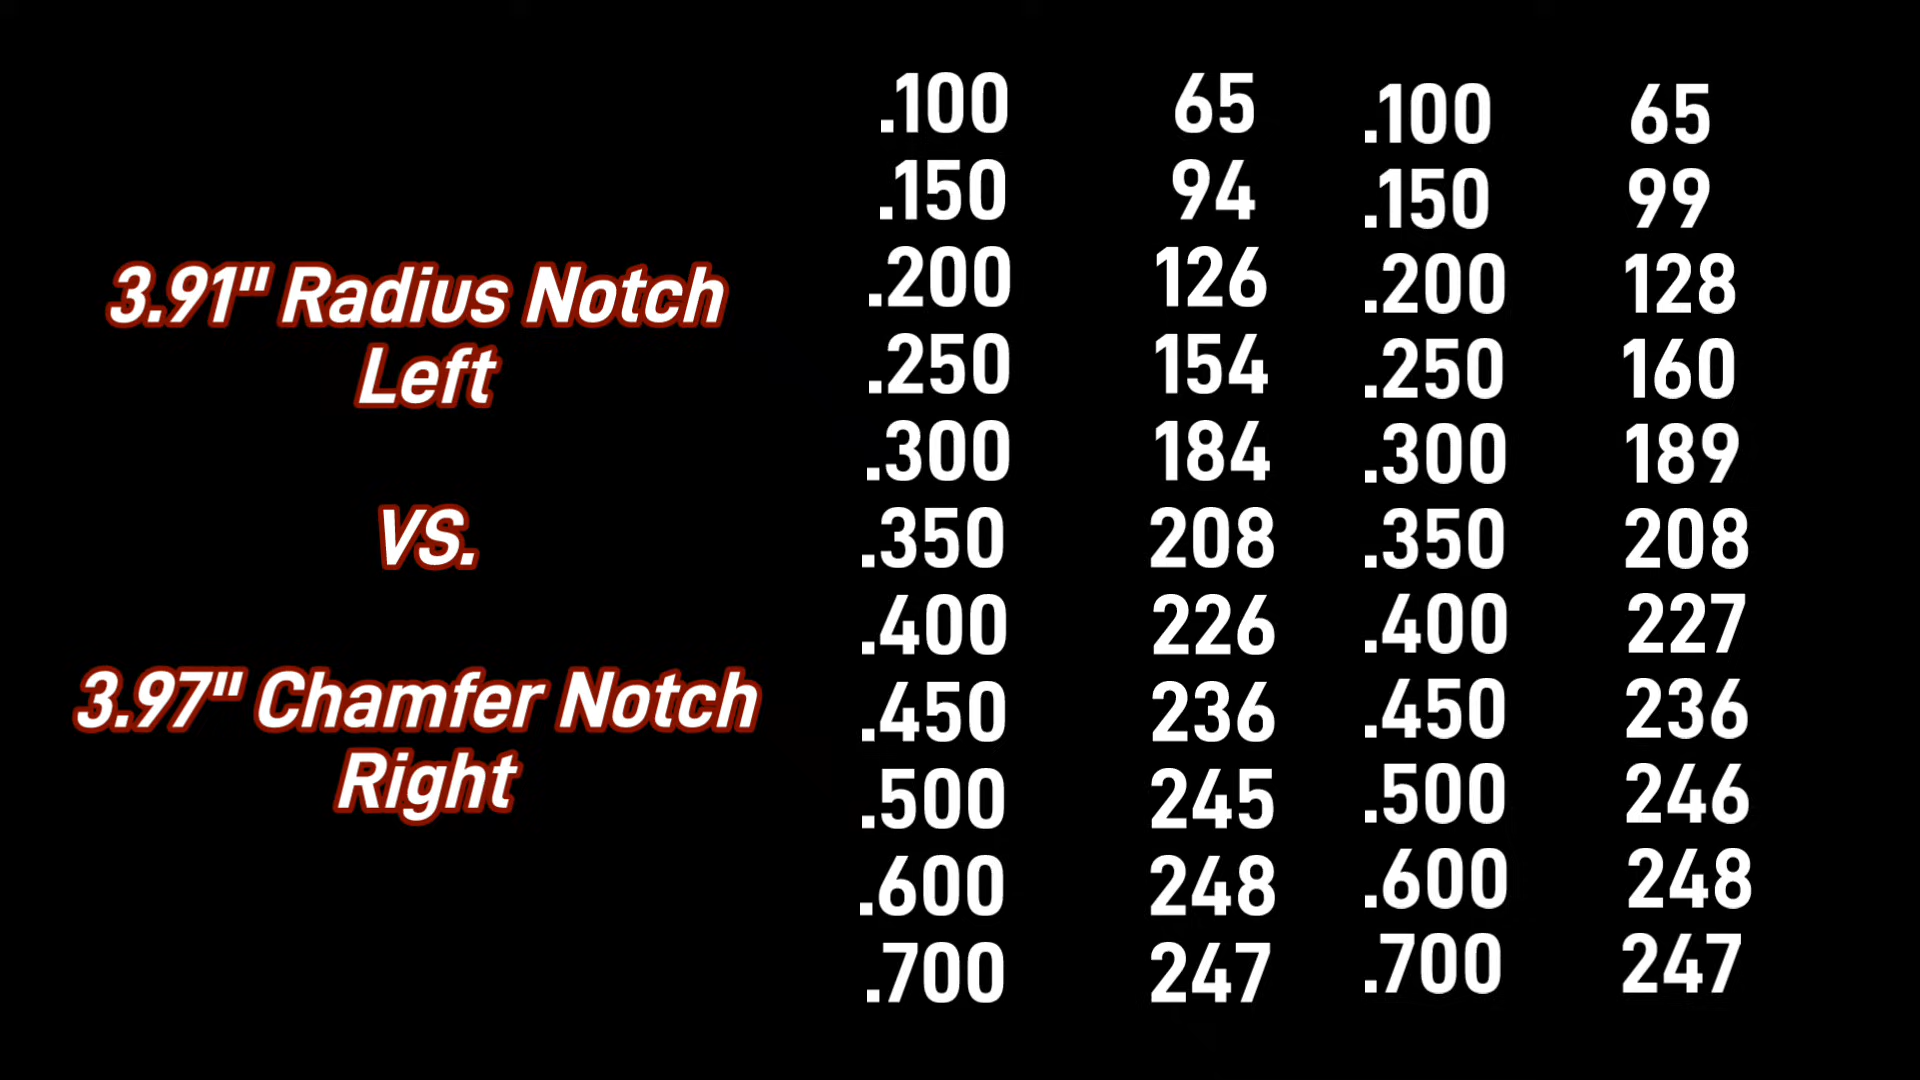 3.91" Radius Notch
Left
VS.
3.97" Chamfer Notch
Right
.100 65 .100 65
.150 94 .150 99
.200 126 .200 128
.250 154 .250 160
.300 184 .300 189
.350 208 .350 208
.400 226 .400 227
.450 236 .450 236
.500 245 .500 246
.600 248 .600 248
.700 247 .700 247